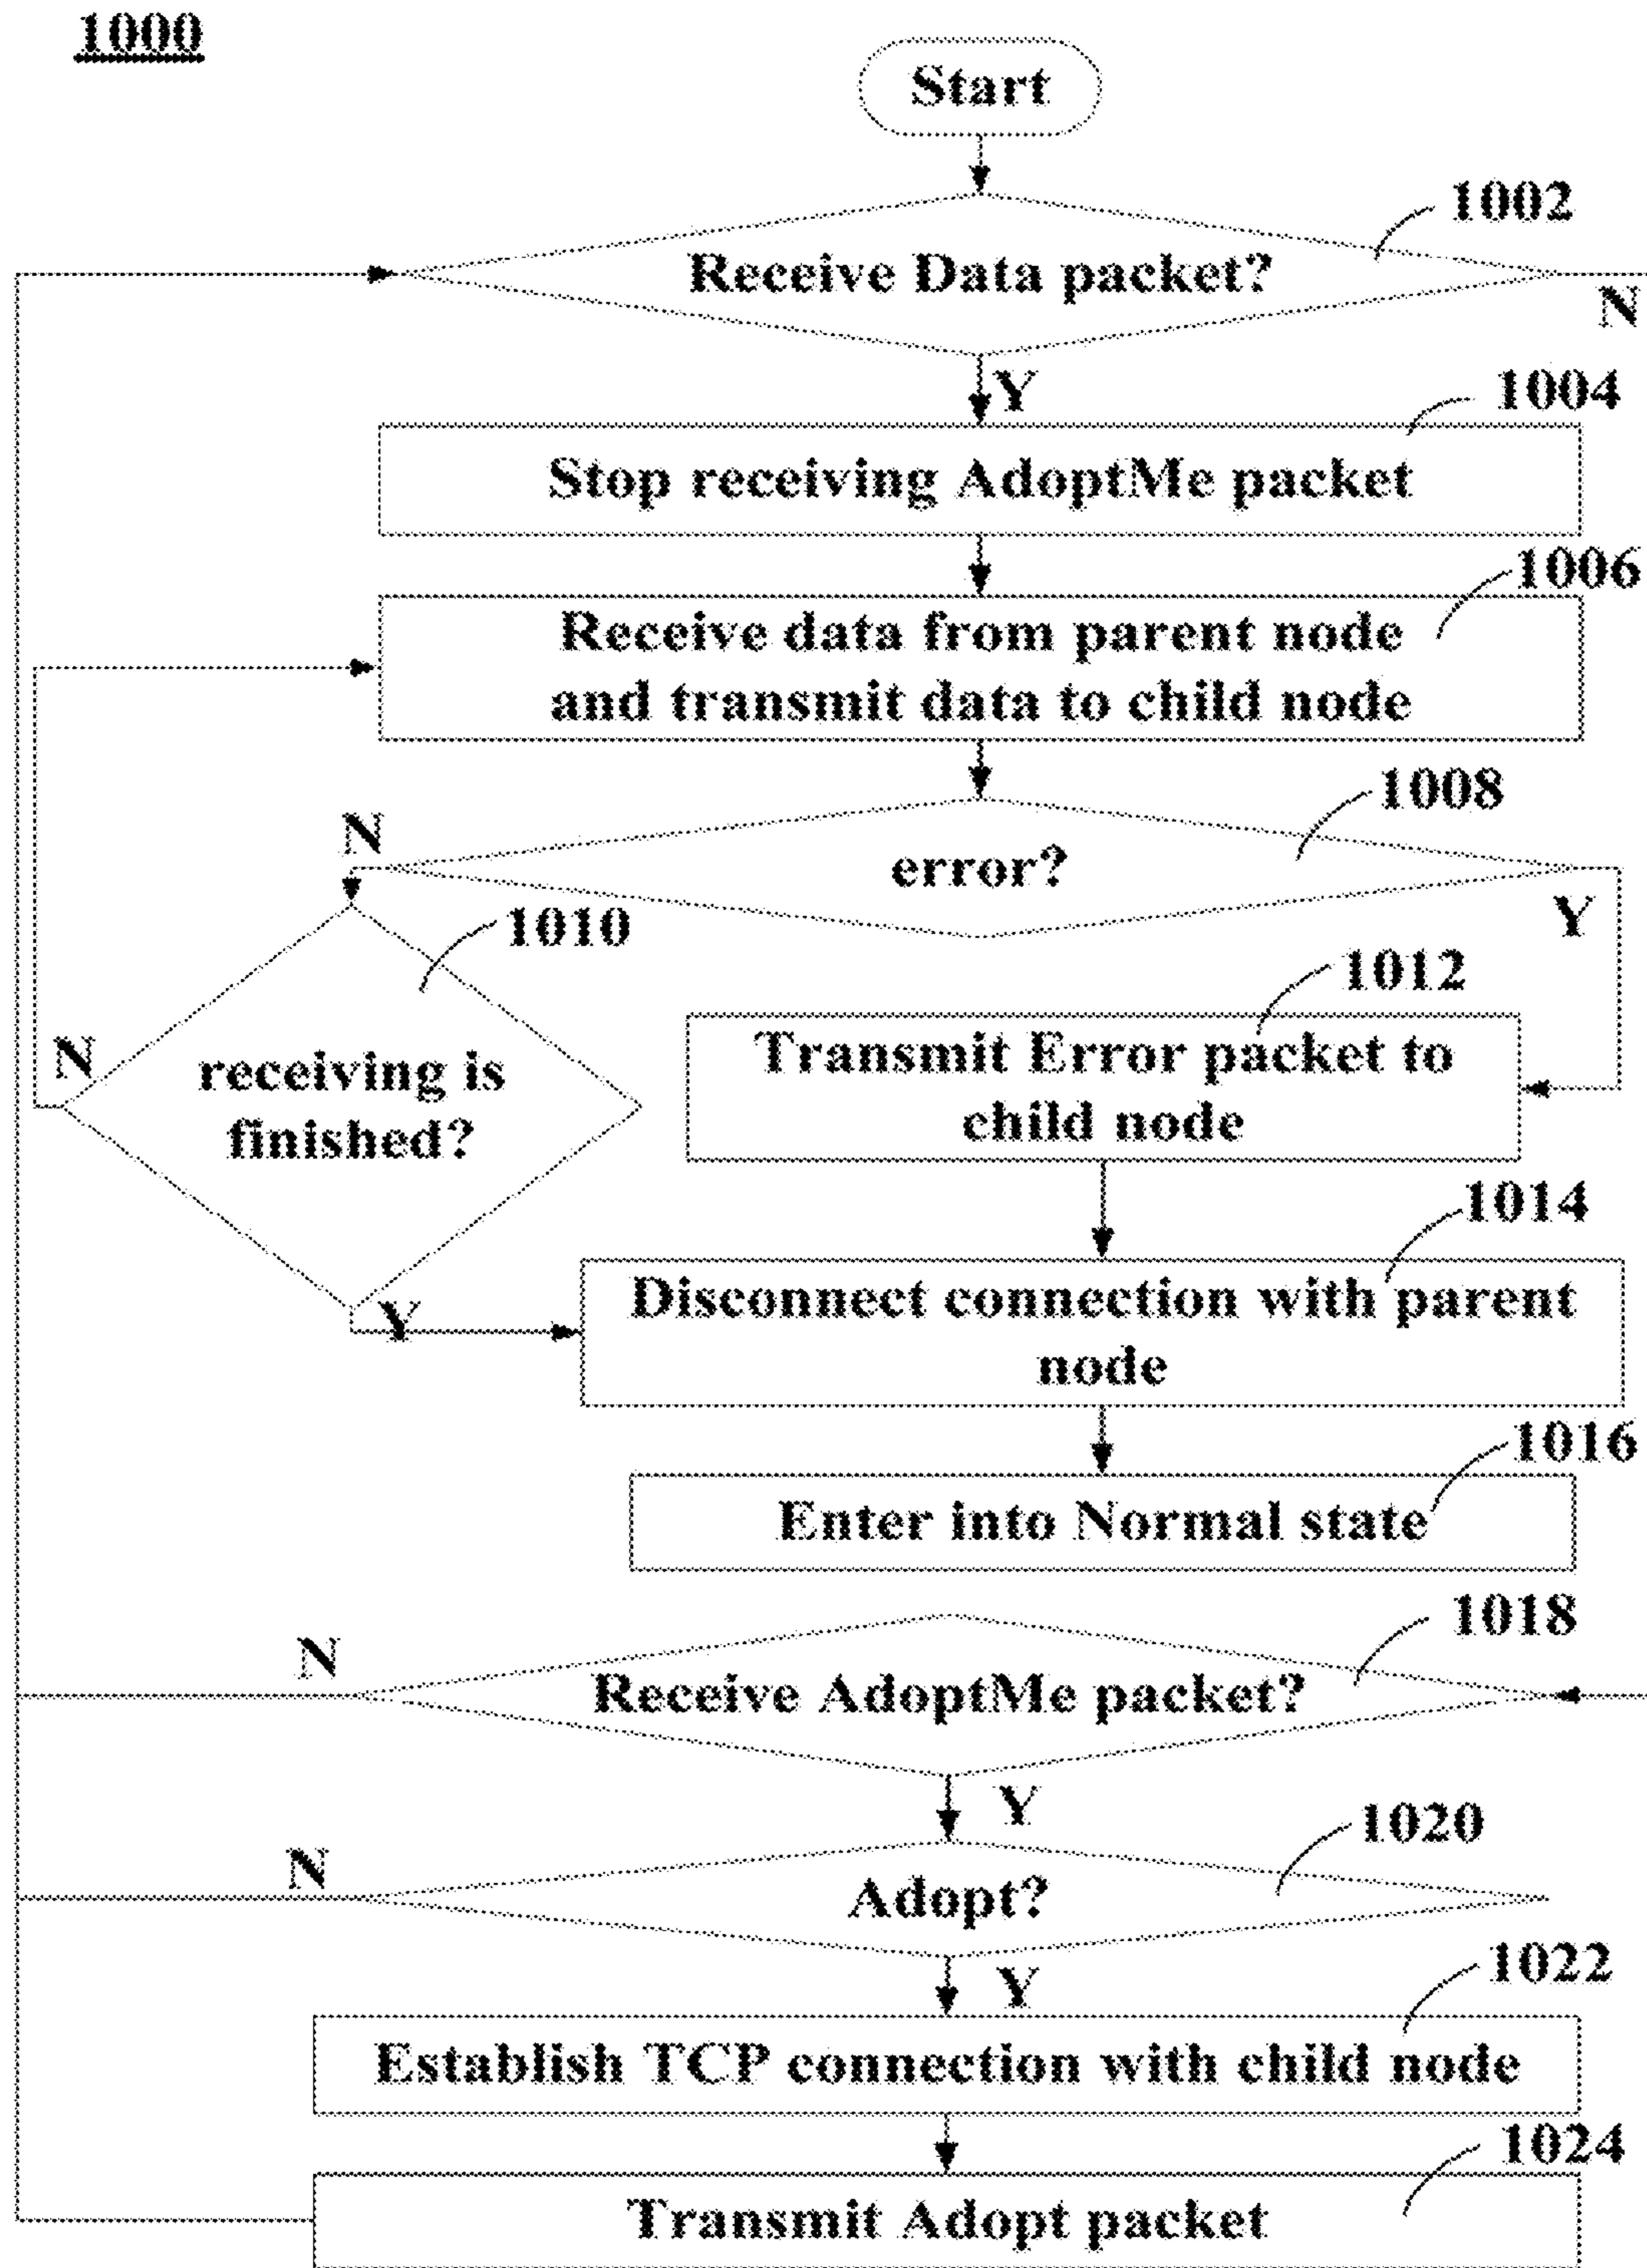 1000
Start
1002
Receive Data packet?
N
Y
1004
Stop receiving AdoptMe packet
1006
Receive data from parent node
and transmit data to child node
1008
N
error?
Y
1010
1012
N
receiving is
finished?
Transmit Error packet to
child node
1014
Y
Disconnect connection with parent
node
1016
Enter into Normal state
1018
N
Receive AdoptMe packet?
Y
1020
N
Adopt?
Y
1022
Establish TCP connection with child node
1024
Transmit Adopt packet